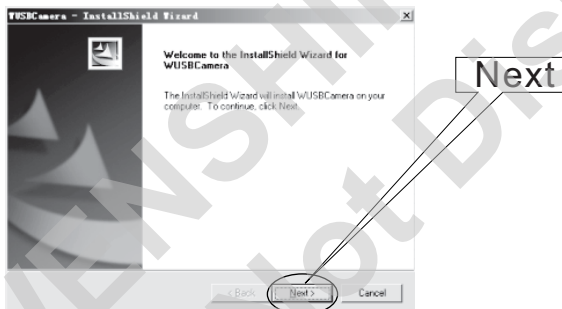 WUSBCamera - InstallShield Wizard
Welcome to the InstallShield Wizard for
WUSBCamera
The InstallShield Wizard will install WUSBCamera on your
computer. To continue, click Next.
Next
< Back
Next >
Cancel